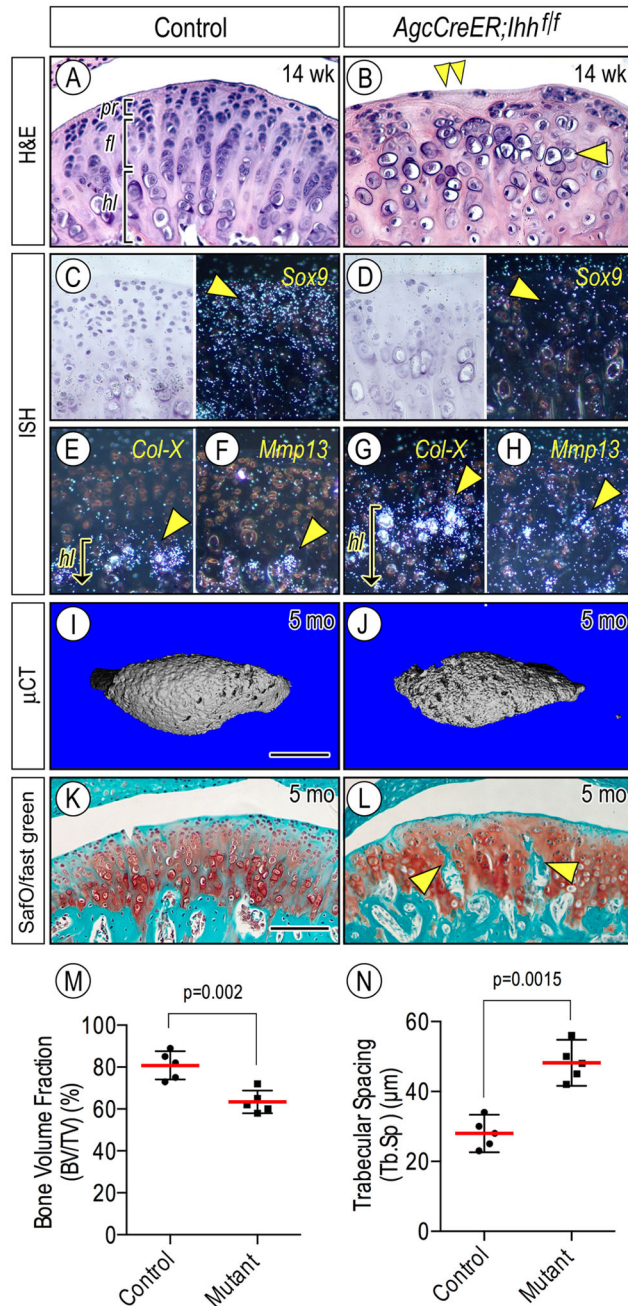 Control
AgcCreER;Ihh^f/f
H&E
A
14 wk
pr
fl
hl
B
14 wk
ISH
C
Sox9
D
Sox9
E
Col-X
F
Mmp13
G
Col-X
H
Mmp13
hl
hl
µCT
I
5 mo
J
5 mo
SafO/fast green
K
5 mo
L
5 mo
M
p=0.002
100
80
60
40
20
0
Bone Volume Fraction
(BV/TV) (%)
Control
Mutant
N
p=0.0015
60
40
20
0
Trabecular Spacing
(Tb.Sp ) (µm)
Control
Mutant